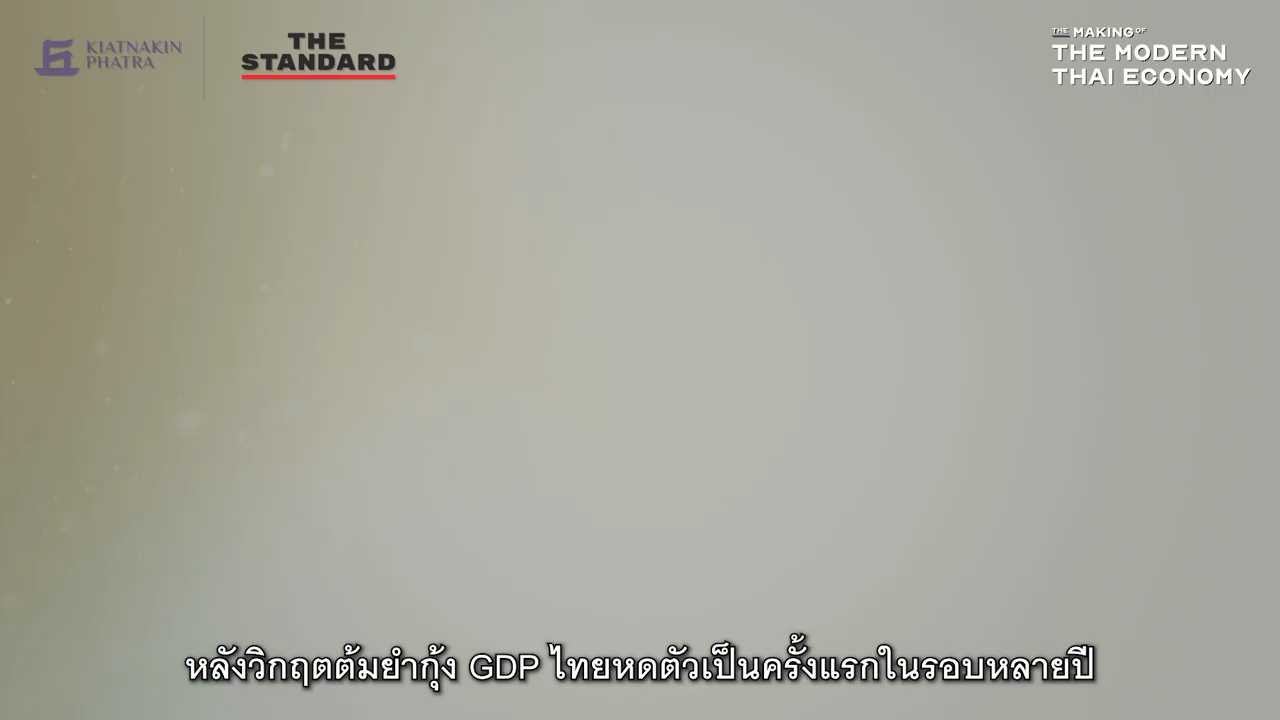 KIATNAKIN
PHATRA
THE
STANDARD
THE MAKING OF
THE MODERN
THAI ECONOMY
หลังวิกฤตต้มยำกุ้ง GDP ไทยหดตัวเป็นครั้งแรกในรอบหลายปี